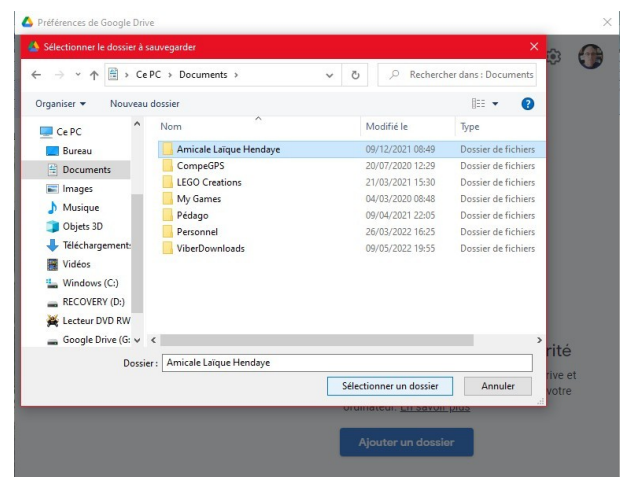 Préférences de Google Drive
Sélectionner le dossier à sauvegarder
Ce PC > Documents >
Rechercher dans : Documents
Organiser
Nouveau dossier
Nom
Modifié le
Type
Ce PC
Bureau
Documents
Images
Musique
Objets 3D
Téléchargement
Vidéos
Windows (C:)
RECOVERY (D:)
Lecteur DVD RW
Google Drive (G:
Amicale Laïque Hendaye 09/12/2021 08:49 Dossier de fichiers
CompeGPS 20/07/2020 12:29 Dossier de fichiers
LEGO Creations 21/03/2021 15:30 Dossier de fichiers
My Games 04/03/2020 08:48 Dossier de fichiers
Pédago 09/04/2021 22:05 Dossier de fichiers
Personnel 26/03/2022 16:25 Dossier de fichiers
ViberDownloads 09/05/2022 19:55 Dossier de fichiers
Dossier : Amicale Laïque Hendaye
Sélectionner un dossier
Annuler
rité
rive et
votre
ordinateur. En savoir plus
Ajouter un dossier